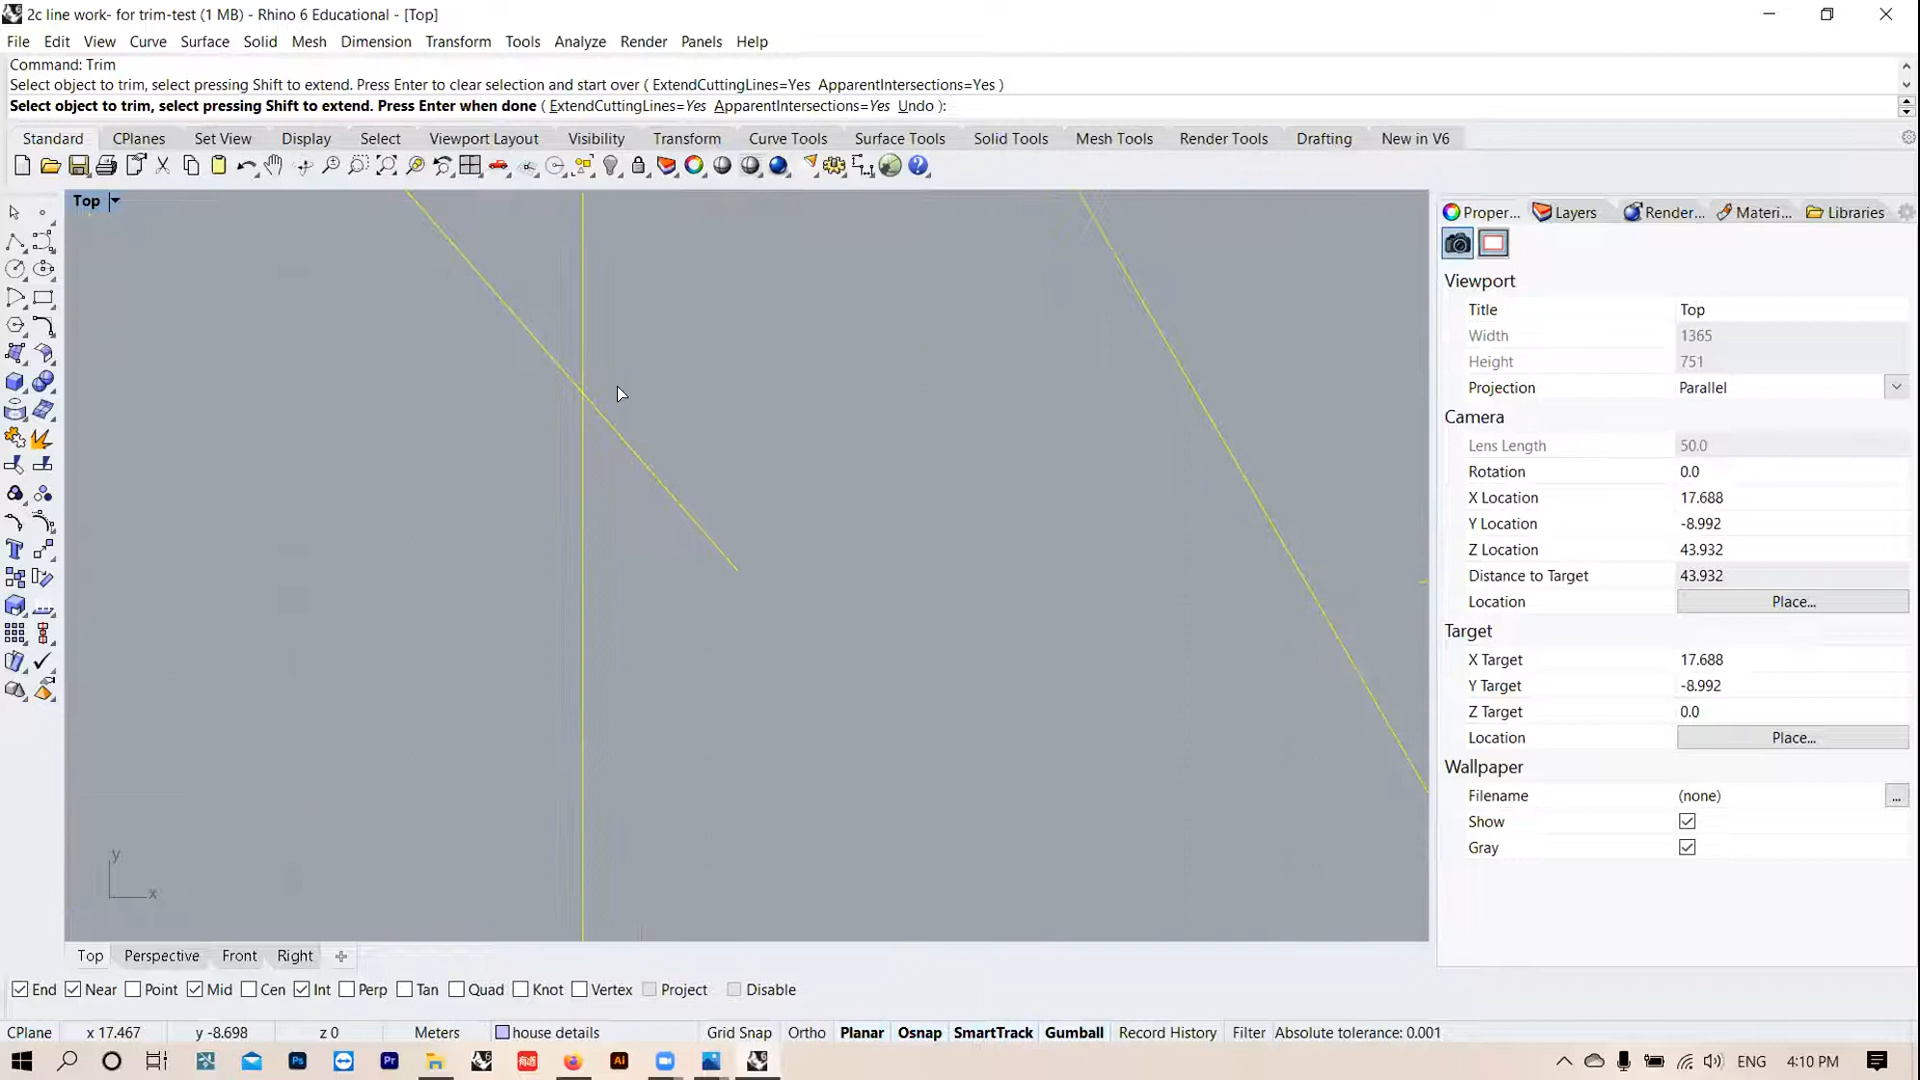 2c line work- for trim-test (1 MB) - Rhino 6 Educational - [Top]
File Edit View Curve Surface Solid Mesh Dimension Transform Tools Analyze Render Panels Help
Command: Trim
Select object to trim, select pressing Shift to extend. Press Enter to clear selection and start over ( ExtendCuttingLines=Yes ApparentIntersections=Yes )
Select object to trim, select pressing Shift to extend. Press Enter when done ( ExtendCuttingLines=Yes ApparentIntersections=Yes Undo ):
Standard CPlanes Set View Display Select Viewport Layout Visibility Transform Curve Tools Surface Tools Solid Tools Mesh Tools Render Tools Drafting New in V6
Top
Proper... Layers Render... Materi... Libraries
Viewport
Title Top
Width 1365
Height 751
Projection Parallel
Camera
Lens Length 50.0
Rotation 0.0
X Location 17.688
Y Location -8.992
Z Location 43.932
Distance to Target 43.932
Location Place...
Target
X Target 17.688
Y Target -8.992
Z Target 0.0
Location Place...
Wallpaper
Filename (none) ...
Show
Gray
y
x
Top Perspective Front Right
End Near Point Mid Cen Int Perp Tan Quad Knot Vertex Project Disable
CPlane x 17.467 y -8.698 z 0 Meters house details Grid Snap Ortho Planar Osnap SmartTrack Gumball Record History Filter Absolute tolerance: 0.001
Ps Pr Ai ENG 4:10 PM